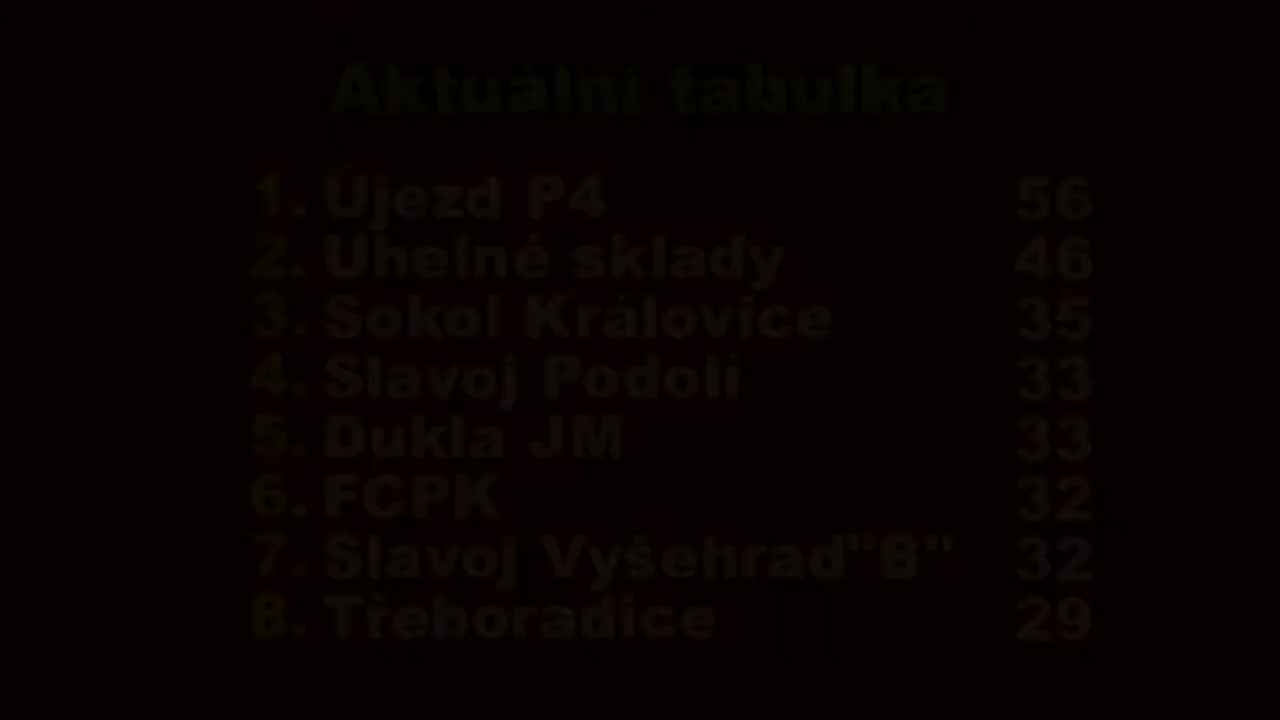 Aktuální tabulka
1. Újezd P4 56
2. Uhelné sklady 46
3. Sokol Královice 35
4. Slavoj Podolí 33
5. Dukla JM 33
6. FCPK 32
7. Slavoj Vyšehrad"B" 32
8. Třeboradice 29